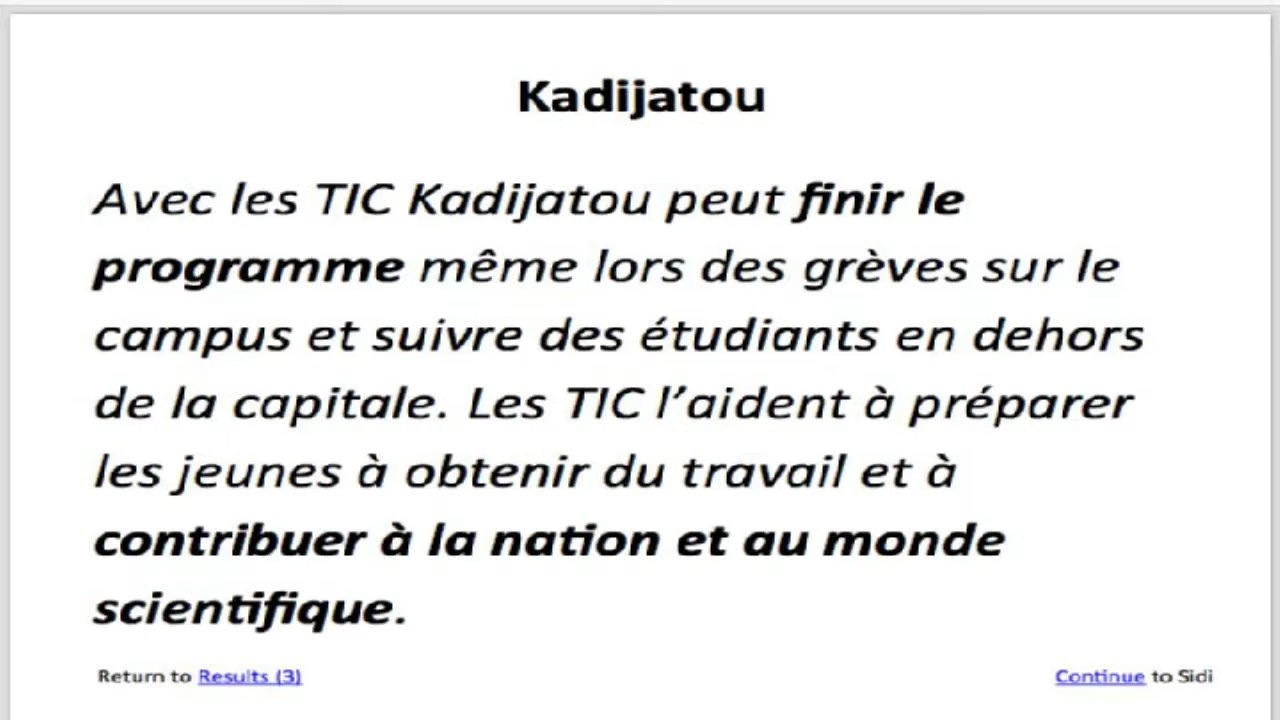 Kadijatou
Avec les TIC Kadijatou peut finir le
programme même lors des grèves sur le
campus et suivre des étudiants en dehors
de la capitale. Les TIC l’aident à préparer
les jeunes à obtenir du travail et à
contribuer à la nation et au monde
scientifique.
Return to Results (3)
Continue to Sidi